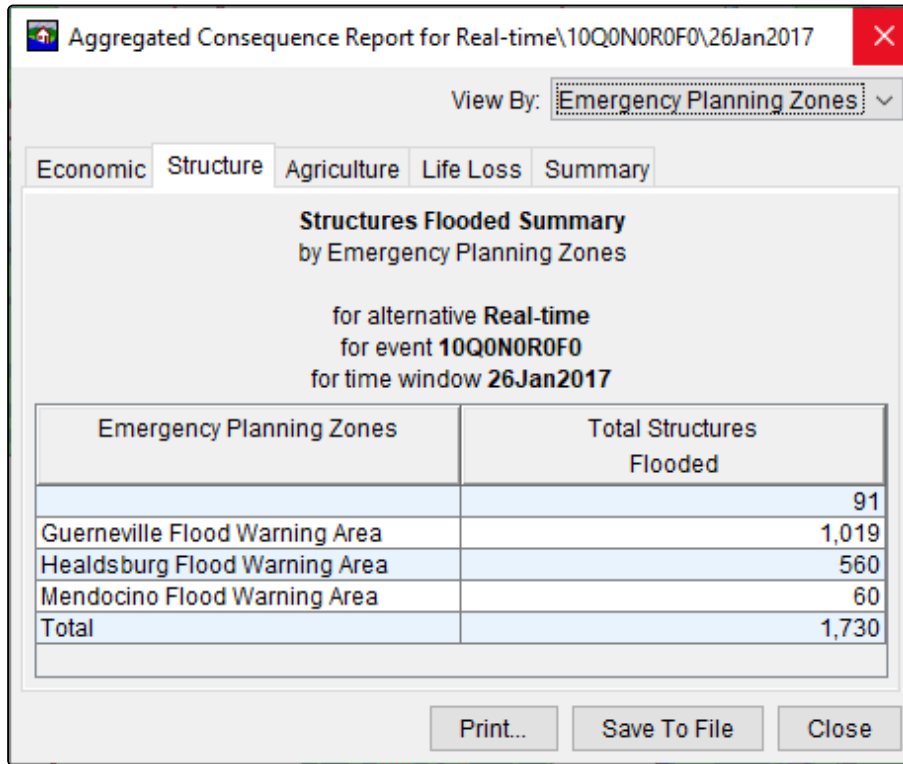 Aggregated Consequence Report for Real-time\10Q0N0R0F0\26Jan2017
View By: Emergency Planning Zones
Economic Structure Agriculture Life Loss Summary
Structures Flooded Summary
by Emergency Planning Zones
for alternative Real-time
for event 10Q0N0R0F0
for time window 26Jan2017
Emergency Planning Zones Total Structures
Flooded
91
Guerneville Flood Warning Area 1,019
Healdsburg Flood Warning Area 560
Mendocino Flood Warning Area 60
Total 1,730
Print... Save To File Close